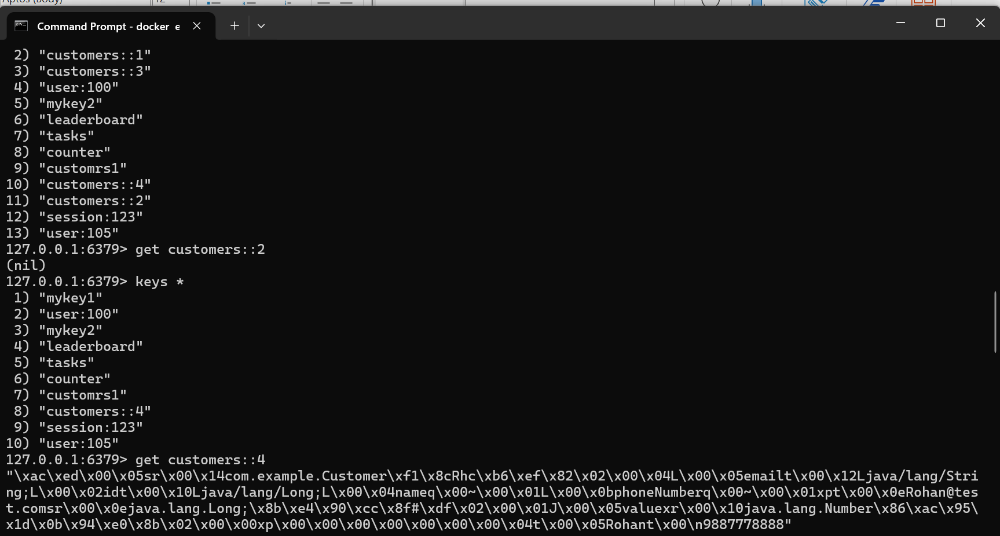 Aptos (Body)
12
Command Prompt - docker e
2) "customers::1"
3) "customers::3"
4) "user:100"
5) "mykey2"
6) "leaderboard"
7) "tasks"
8) "counter"
9) "customrs1"
10) "customers::4"
11) "customers::2"
12) "session:123"
13) "user:105"
127.0.0.1:6379> get customers::2
(nil)
127.0.0.1:6379> keys *
1) "mykey1"
2) "user:100"
3) "mykey2"
4) "leaderboard"
5) "tasks"
6) "counter"
7) "customrs1"
8) "customers::4"
9) "session:123"
10) "user:105"
127.0.0.1:6379> get customers::4
"\xac\xed\x00\x05sr\x00\x14com.example.Customer\xf1\x8cRhc\xb6\xef\x82\x02\x00\x04L\x00\x05emailt\x00\x12Ljava/lang/Stri
ng;L\x00\x02idt\x00\x10Ljava/lang/Long;L\x00\x04nameq\x00~\x00\x01L\x00\x0bphoneNumberq\x00~\x00\x01xpt\x00\x0eRohan@tes
t.comsr\x00\x0ejava.lang.Long;\x8b\xe4\x90\xcc\x8f#\xdf\x02\x00\x01J\x00\x05valuexr\x00\x10java.lang.Number\x86\xac\x95\
x1d\x0b\x94\xe0\x8b\x02\x00\x00xp\x00\x00\x00\x00\x00\x00\x00\x04t\x00\x05Rohant\x00\n9887778888"